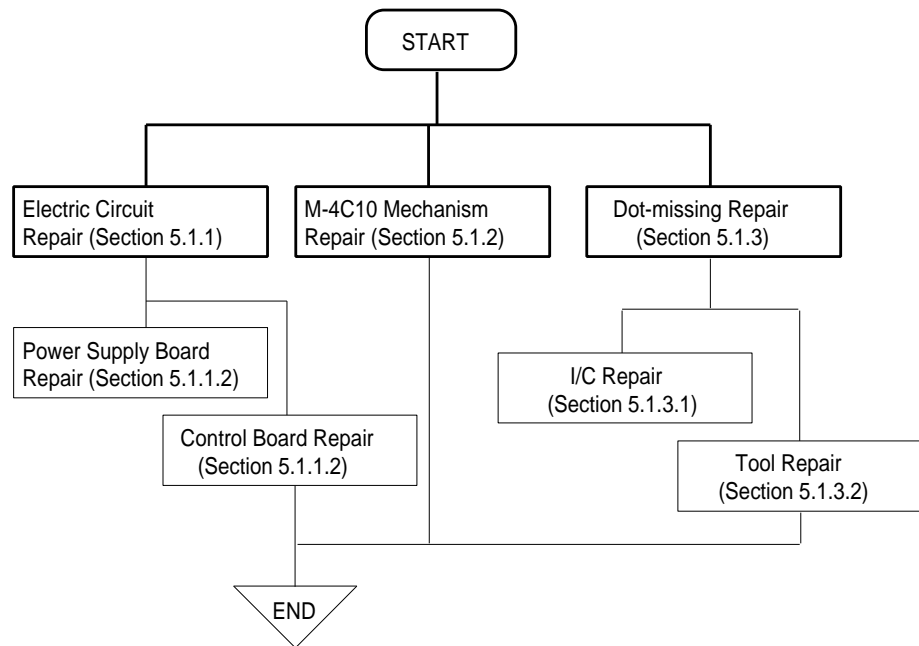 START
Electric Circuit
Repair (Section 5.1.1)
M-4C10 Mechanism
Repair (Section 5.1.2)
Dot-missing Repair
(Section 5.1.3)
Power Supply Board
Repair (Section 5.1.1.2)
I/C Repair
(Section 5.1.3.1)
Control Board Repair
(Section 5.1.1.2)
Tool Repair
(Section 5.1.3.2)
END